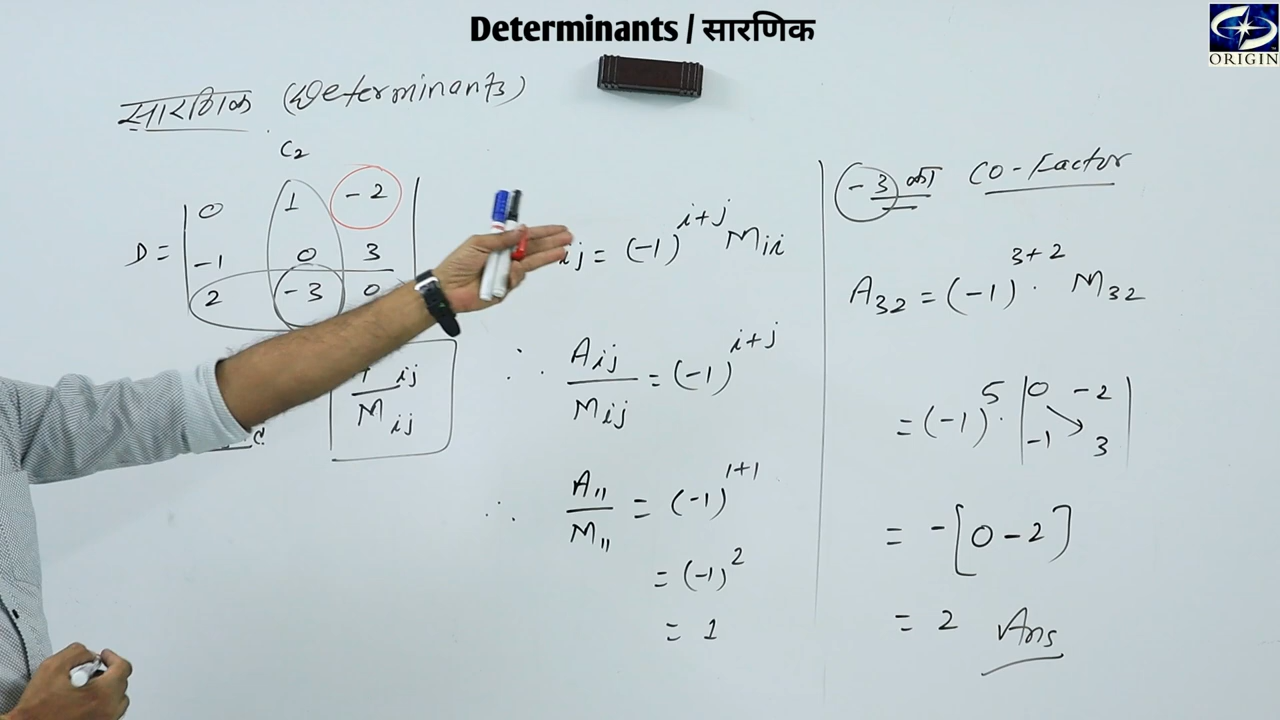 Determinants / सारणिक
ORIGIN
सारणिक (Determinants)
C₂
D = | 0 1 -2 |
| -1 0 3 |
| 2 -3 0
ij = (-1)^(i+j) Mij
ij / Mij
∴ Aij / Mij = (-1)^(i+j)
∴ A₁₁ / M₁₁ = (-1)^(1+1)
= (-1)²
= 1
-3 का Co-Factor
A₃₂ = (-1)^(3+2) · M₃₂
= (-1)⁵ · | 0 -2 |
| -1 3 |
= -[0-2]
= 2 Ans